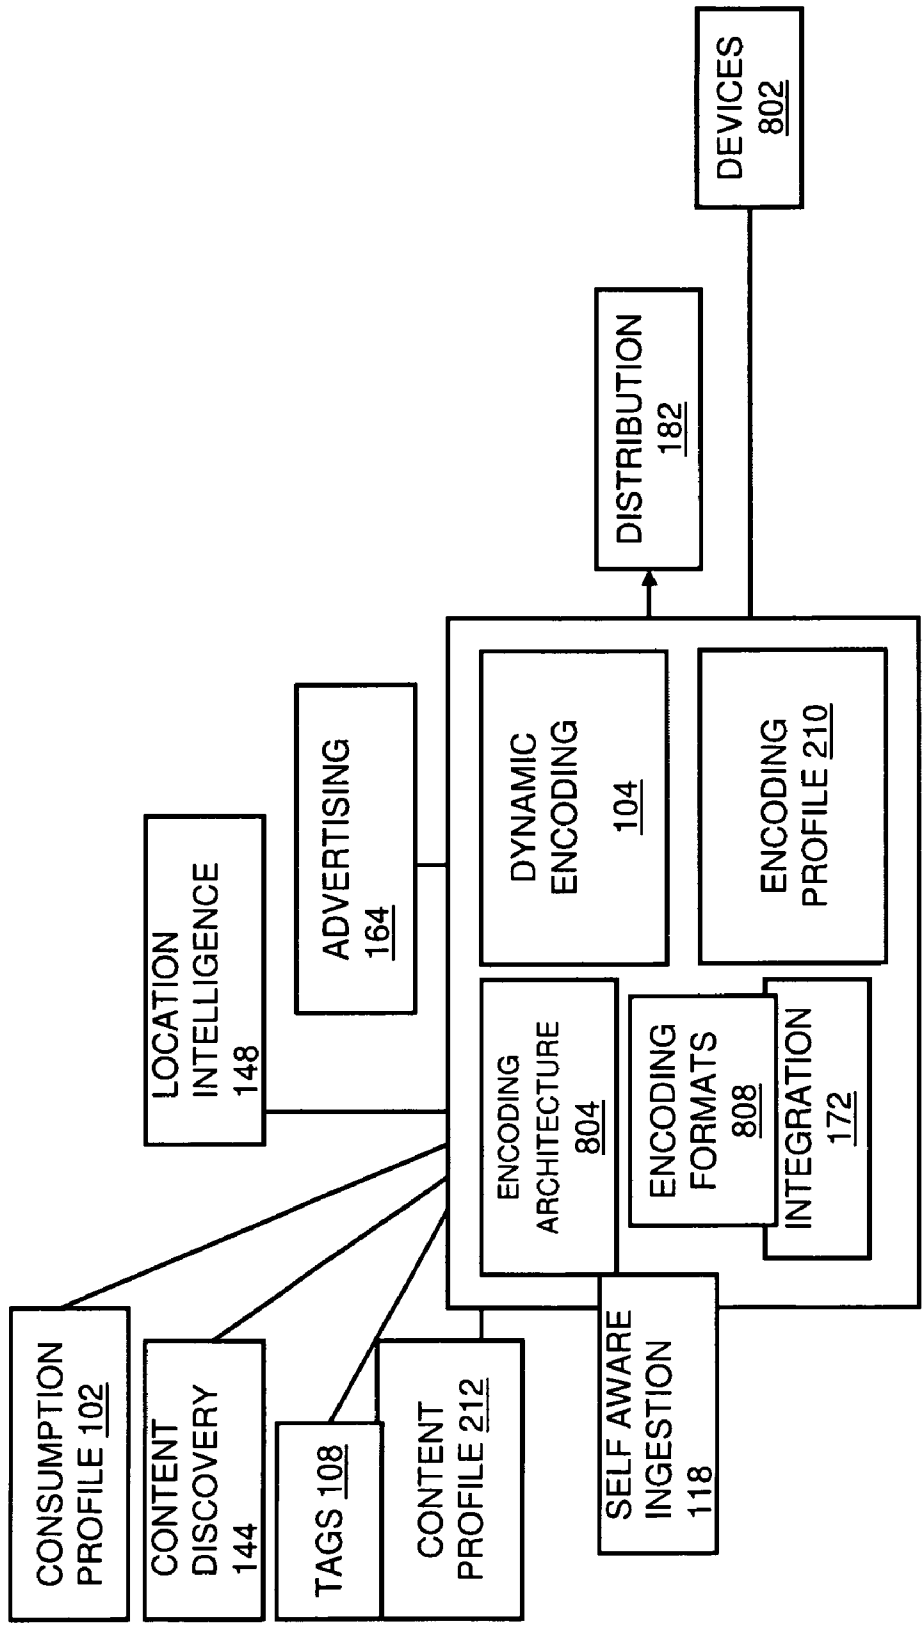 CONSUMPTION
PROFILE 102
CONTENT
DISCOVERY
144
TAGS 108
CONTENT
PROFILE 212
SELF AWARE
INGESTION
118
LOCATION
INTELLIGENCE
148
ADVERTISING
164
ENCODING
ARCHITECTURE
804
ENCODING
FORMATS
808
INTEGRATION
172
DYNAMIC
ENCODING
104
ENCODING
PROFILE 210
DISTRIBUTION
182
DEVICES
802